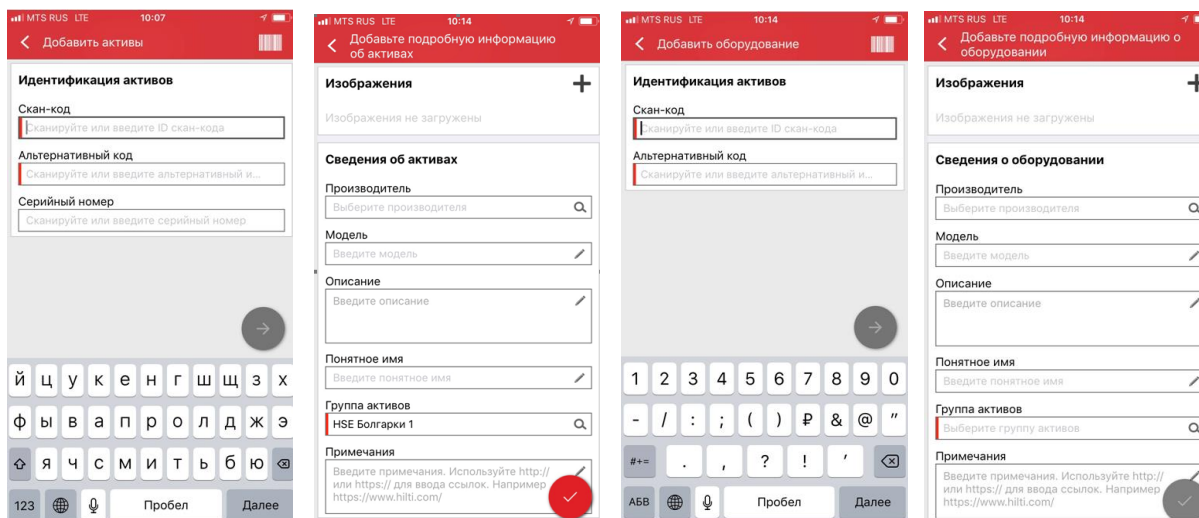 MTS RUS LTE 10:07
Добавить активы
Идентификация активов
Скан-код
Сканируйте или введите ID скан-кода
Альтернативный код
Сканируйте или введите альтернативный и...
Серийный номер
Сканируйте или введите серийный номер
й ц у к е н г ш щ з х
ф ы в а п р о л д ж э
я ч с м и т ь б ю
123 Пробел Далее
MTS RUS LTE 10:14
Добавьте подробную информацию
об активах
Изображения
Изображения не загружены
Сведения об активах
Производитель
Выберите производителя
Модель
Введите модель
Описание
Введите описание
Понятное имя
Введите понятное имя
Группа активов
HSE Болгарки 1
Примечания
Введите примечания. Используйте http://
или https:// для ввода ссылок. Например
https://www.hilti.com/
MTS RUS LTE 10:14
Добавить оборудование
Идентификация активов
Скан-код
Сканируйте или введите ID скан-кода
Альтернативный код
Сканируйте или введите альтернативный и...
1 2 3 4 5 6 7 8 9 0
- / : ; ( ) ₽ & @ "
#+= . , ? ! '
АБВ Пробел Далее
MTS RUS LTE 10:14
Добавьте подробную информацию о
оборудовании
Изображения
Изображения не загружены
Сведения о оборудовании
Производитель
Выберите производителя
Модель
Введите модель
Описание
Введите описание
Понятное имя
Введите понятное имя
Группа активов
Выберите группу активов
Примечания
Введите примечания. Используйте http://
или https:// для ввода ссылок. Например
https://www.hilti.com/